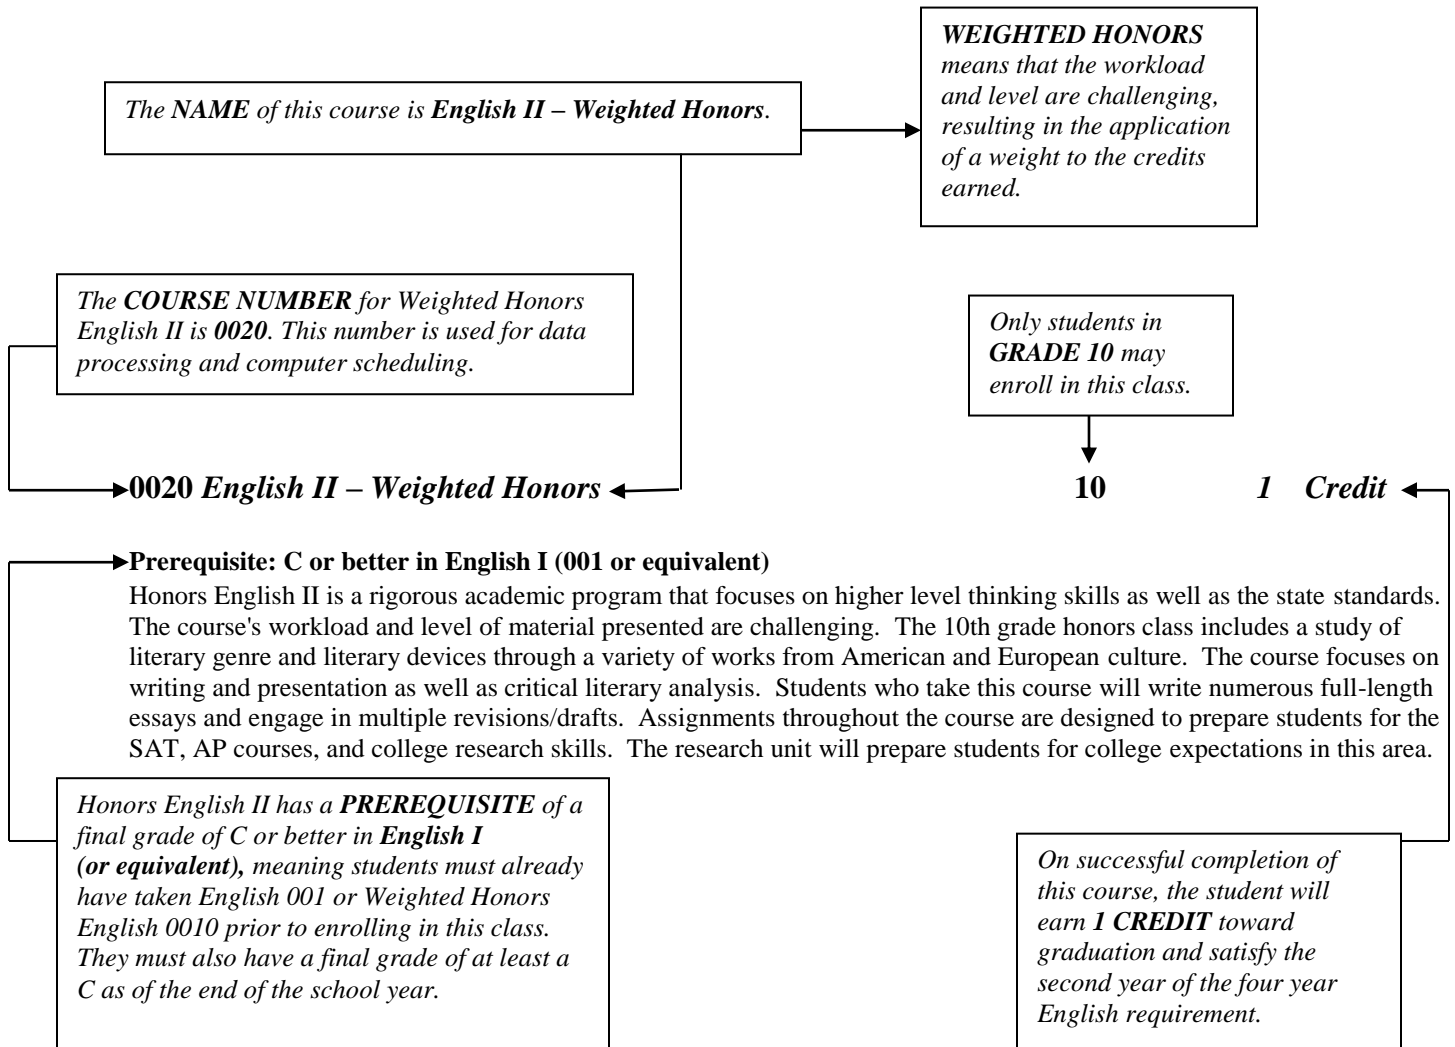 WEIGHTED HONORS
means that the workload
and level are challenging,
resulting in the application
of a weight to the credits
earned.
The NAME of this course is English II – Weighted Honors.
The COURSE NUMBER for Weighted Honors
English II is 0020. This number is used for data
processing and computer scheduling.
Only students in
GRADE 10 may
enroll in this class.
0020 English II – Weighted Honors 10 1 Credit
Prerequisite: C or better in English I (001 or equivalent)
Honors English II is a rigorous academic program that focuses on higher level thinking skills as well as the state standards.
The course's workload and level of material presented are challenging. The 10th grade honors class includes a study of
literary genre and literary devices through a variety of works from American and European culture. The course focuses on
writing and presentation as well as critical literary analysis. Students who take this course will write numerous full-length
essays and engage in multiple revisions/drafts. Assignments throughout the course are designed to prepare students for the
SAT, AP courses, and college research skills. The research unit will prepare students for college expectations in this area.
Honors English II has a PREREQUISITE of a
final grade of C or better in English I
(or equivalent), meaning students must already
have taken English 001 or Weighted Honors
English 0010 prior to enrolling in this class.
They must also have a final grade of at least a
C as of the end of the school year.
On successful completion of
this course, the student will
earn 1 CREDIT toward
graduation and satisfy the
second year of the four year
English requirement.